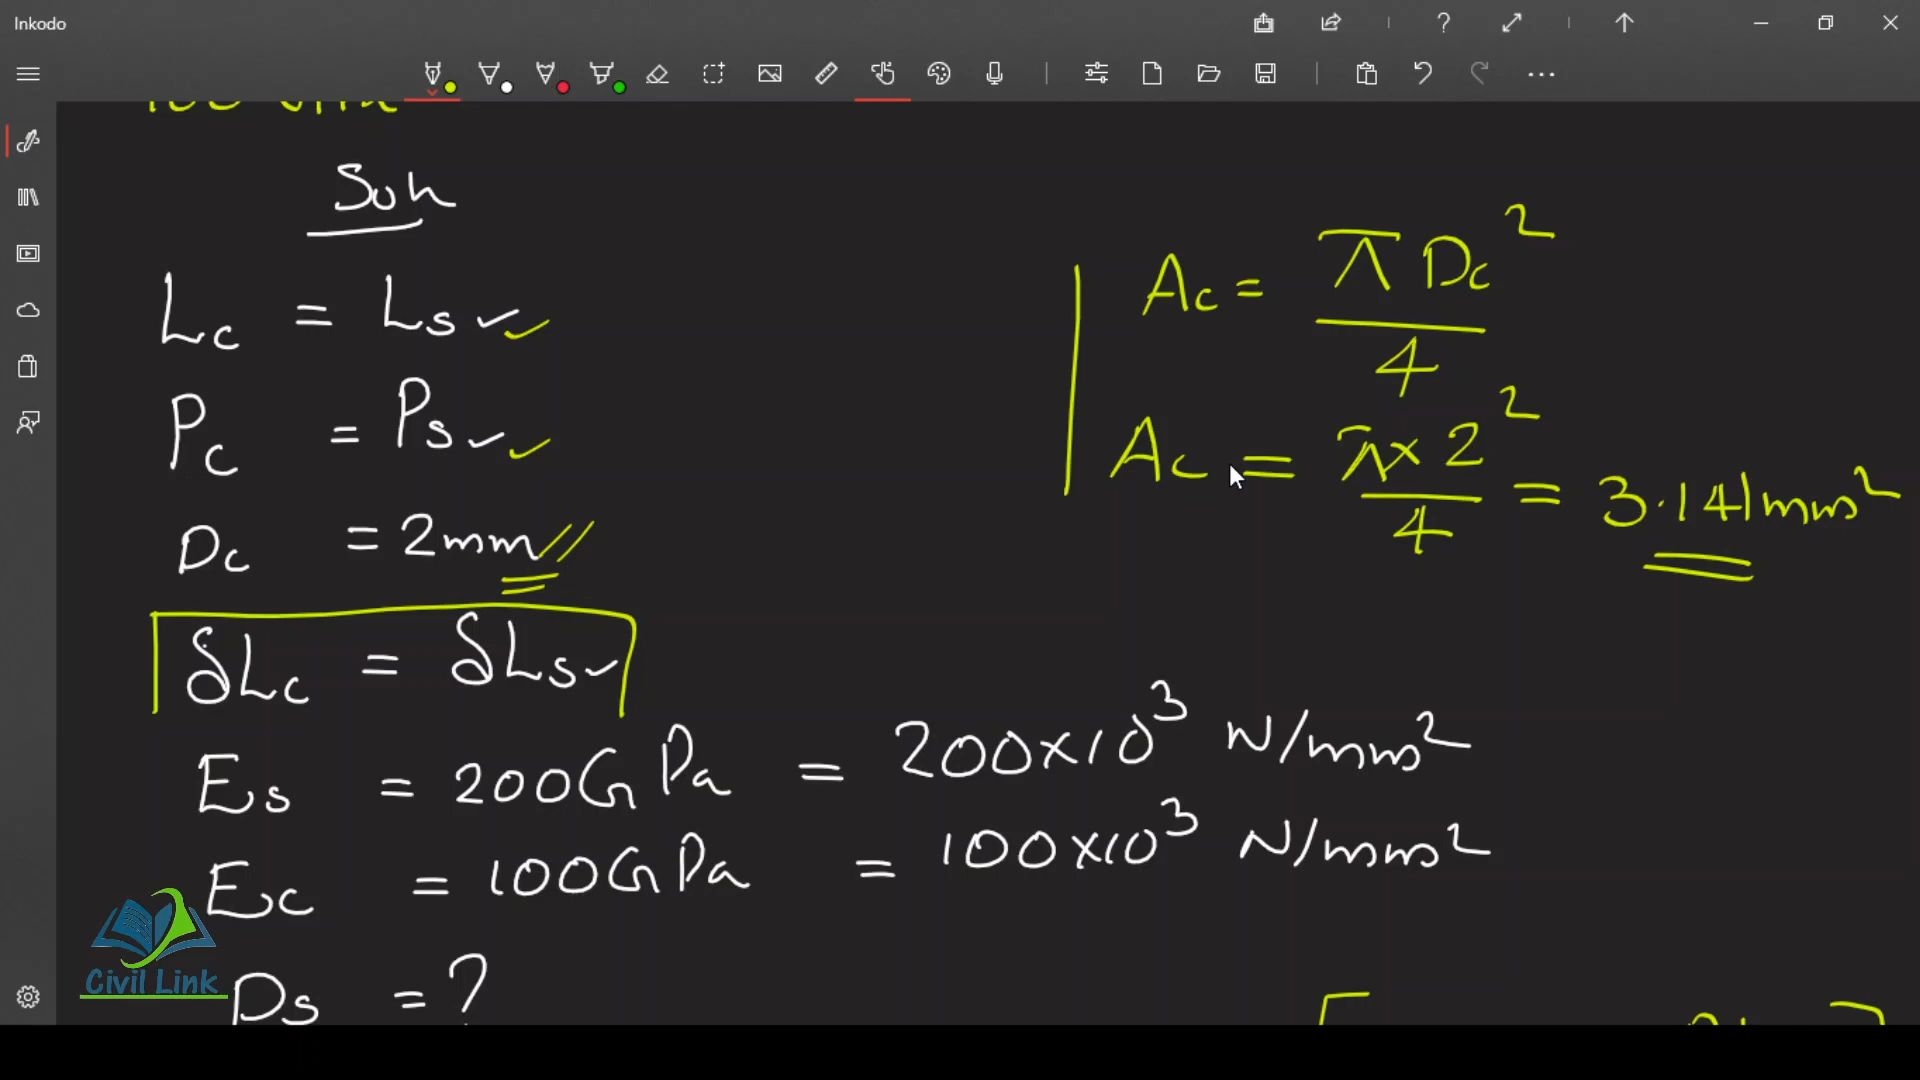 Inkodo
Soln
Lc = Ls
Pc = Ps
Dc = 2mm
δLc = δLs
Es = 200GPa = 200×10³ N/mm²
Ec = 100GPa = 100×10³ N/mm²
Ds = ?
Ac = πDc² / 4
Ac = π×2² / 4 = 3.141mm²
Civil Link